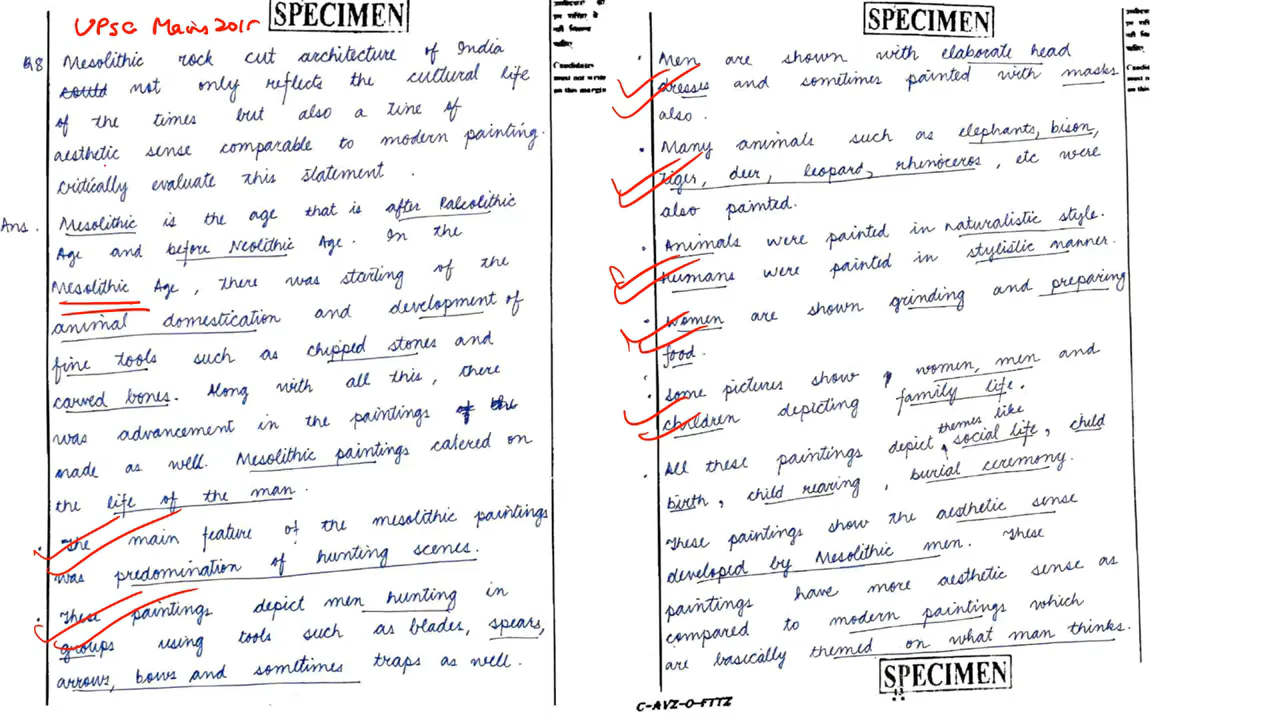 UPSC Mains 2015
SPECIMEN
Q8 Mesolithic rock cut architecture of India
could not only reflects the cultural life
of the times but also a tine of
aesthetic sense comparable to modern painting.
Critically evaluate this statement.
Ans. Mesolithic is the age that is after Paleolithic
Age and before Neolithic Age. In the
Mesolithic Age, there was starting of the
animal domestication and development of
fine tools such as chipped stones and
carved bones. Along with all this, there
was advancement in the paintings of the
made as well. Mesolithic paintings catered on
the life of the man.
• The main feature of the mesolithic paintings
was predomination of hunting scenes.
• These paintings depict men hunting in
groups using tools such as blades, spears,
arrows, bows and sometimes traps as well.
Candidates
must not write
on this margin
SPECIMEN
• Men are shown with elaborate head
dresses and sometimes painted with masks
also.
• Many animals such as elephants, bison,
tiger, deer, leopard, rhinoceros, etc were
also painted.
• Animals were painted in naturalistic style.
Humans were painted in stylistic manner.
• Women are shown grinding and preparing
food.
• Some pictures show women, men and
children depicting family life.
• All these paintings depict themes like social life, child
birth, child rearing, burial ceremony.
These paintings show the aesthetic sense
developed by Mesolithic men. These
paintings have more aesthetic sense as
compared to modern paintings which
are basically themed on what man thinks.
SPECIMEN
13
C-AVZ-O-FTTZ